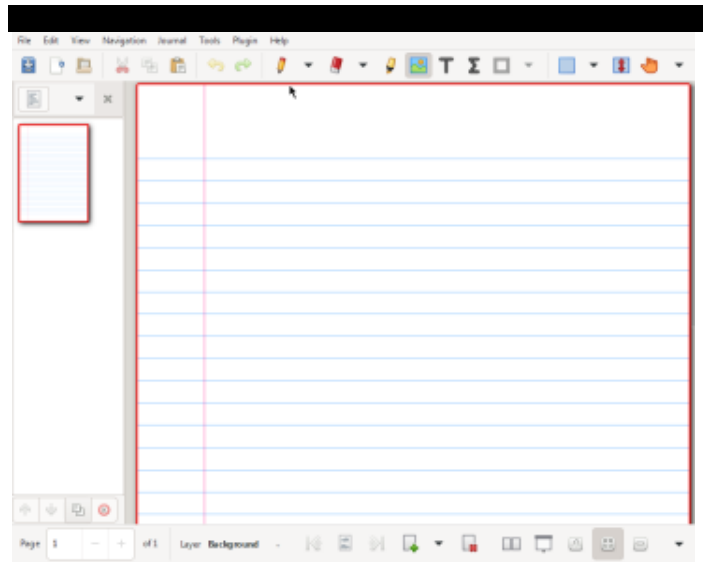 File Edit View Navigation Journal Tools Plugin Help
T Σ
Page 1 of 1 Layer Background